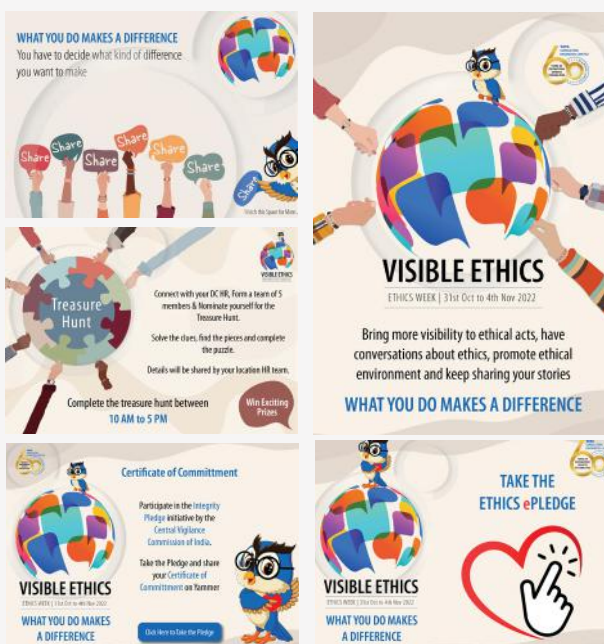 WHAT YOU DO MAKES A DIFFERENCE
You have to decide what kind of difference
you want to make
Share
Share
Share
Share
Share
Share
Share
Watch this Space for More..
Treasure
Hunt
VISIBLE ETHICS
Connect with your DC HR, Form a team of 5
members & Nominate yourself for the
Treasure Hunt.
Solve the clues, find the pieces and complete
the puzzle.
Details will be shared by your location HR team.
Complete the treasure hunt between
10 AM to 5 PM
Win Exciting
Prizes
60
VISIBLE ETHICS
ETHICS WEEK | 31st Oct to 4th Nov 2022
Bring more visibility to ethical acts, have
conversations about ethics, promote ethical
environment and keep sharing your stories
WHAT YOU DO MAKES A DIFFERENCE
60
VISIBLE ETHICS
ETHICS WEEK | 31st Oct to 4th Nov 2022
WHAT YOU DO MAKES
A DIFFERENCE
Certificate of Committment
Participate in the Integrity
Pledge initiative by the
Central Vigilance
Commission of India.
Take the Pledge and share
your Certificate of
Committment on Yammer
Click Here to Take the Pledge
60
VISIBLE ETHICS
ETHICS WEEK | 31st Oct to 4th Nov 2022
WHAT YOU DO MAKES
A DIFFERENCE
TAKE THE
ETHICS ePLEDGE